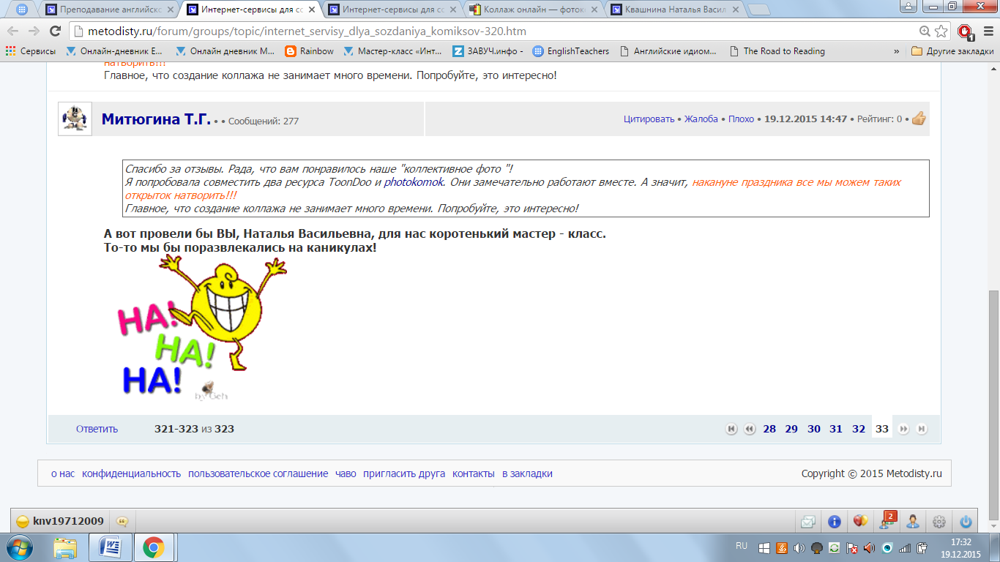 Преподавание английско
Интернет-сервисы для со
Интернет-сервисы для со
Коллаж онлайн — фотоко
Квашнина Наталья Васил
metodisty.ru/forum/groups/topic/internet_servisy_dlya_sozdaniya_komiksov-320.htm
1
Сервисы
Онлайн-дневник E...
Онлайн дневник М...
Rainbow
Мастер-класс «Инт...
ЗАВУЧ.инфо -
EnglishTeachers
Английские идиом...
The Road to Reading
»
Другие закладки
натворить!!!
Главное, что создание коллажа не занимает много времени. Попробуйте, это интересно!
Митюгина Т.Г. • • Сообщений: 277
Цитировать • Жалоба • Плохо • 19.12.2015 14:47 • Рейтинг: 0 •
Спасибо за отзывы. Рада, что вам понравилось наше "коллективное фото "!
Я попробовала совместить два ресурса ToonDoo и photokomok. Они замечательно работают вместе. А значит, накануне праздника все мы можем таких
открыток натворить!!!
Главное, что создание коллажа не занимает много времени. Попробуйте, это интересно!
А вот провели бы ВЫ, Наталья Васильевна, для нас коротенький мастер - класс.
То-то мы бы поразвлекались на каникулах!
HA!
HA!
HA!
by Geh
Ответить
321-323 из 323
28 29 30 31 32 33
о нас конфиденциальность пользовательское соглашение чаво пригласить друга контакты в закладки
Copyright © 2015 Metodisty.ru
knv19712009
2
RU
17:32
19.12.2015